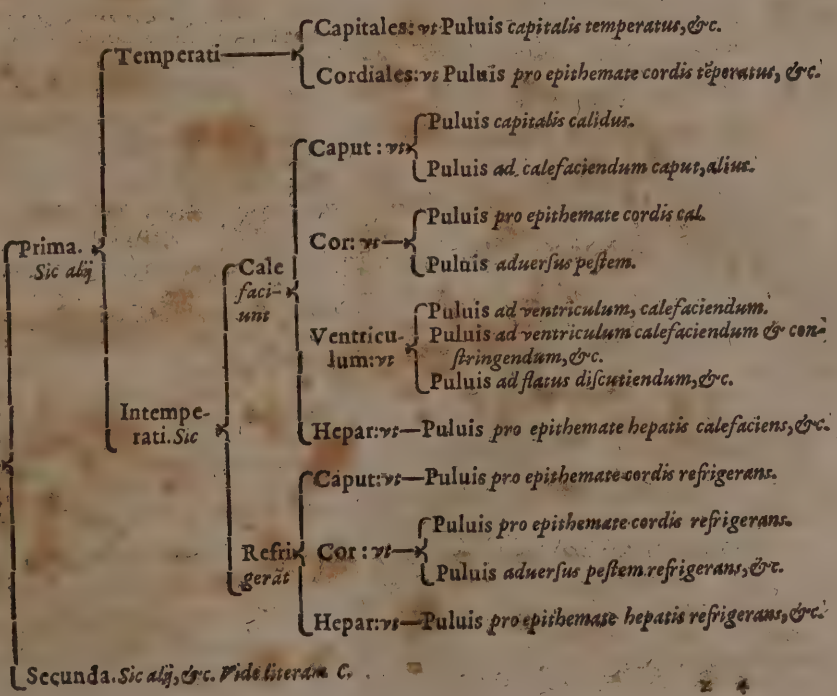 Capitales: vt Puluis capitalis temperatus, &c.
Temperati
Cordiales: vt Puluis pro epithemate cordis tẽperatus, &c.
Puluis capitalis calidus.
Caput : vt
Puluis ad calefaciendum caput, alius.
Puluis pro epithemate cordis cal.
Prima.
Sic alij
Cor: vt
Cale
faci-
unt
Puluis aduersus pestem.
Puluis ad ventriculum, calefaciendum.
Ventricu-
lum: vt
Puluis ad ventriculum calefaciendum & con-
stringendum, &c.
Puluis ad flatus discutiendum, &c.
Intempe-
rati. Sic
Hepar: vt Puluis pro epithemate hepatis calefaciens, &c.
Caput: vt Puluis pro epithemate cordis refrigerans.
Puluis pro epithemate cordis refrigerans.
Refri
gerãt
Cor : vt
Puluis aduersus pestem refrigerans, &c.
Hepar: vt Puluis pro epithemate hepatis refrigerans, &c.
Secunda. Sic alij, &c. Vide literam C.